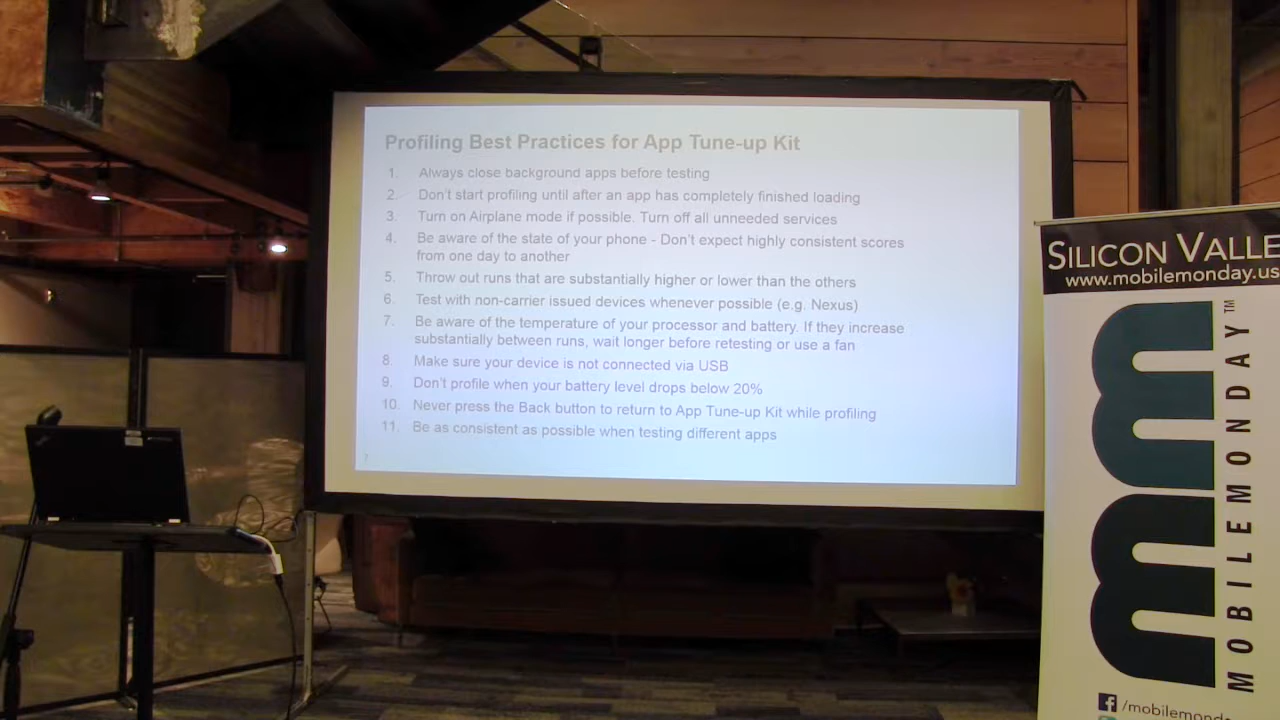 Profiling Best Practices for App Tune-up Kit
1. Always close background apps before testing
2. Don't start profiling until after an app has completely finished loading
3. Turn on Airplane mode if possible. Turn off all unneeded services
4. Be aware of the state of your phone - Don't expect highly consistent scores
from one day to another
5. Throw out runs that are substantially higher or lower than the others
6. Test with non-carrier issued devices whenever possible (e.g. Nexus)
7. Be aware of the temperature of your processor and battery. If they increase
substantially between runs, wait longer before retesting or use a fan
8. Make sure your device is not connected via USB
9. Don't profile when your battery level drops below 20%
10. Never press the Back button to return to App Tune-up Kit while profiling
11. Be as consistent as possible when testing different apps
7
SILICON VALLE
www.mobilemonday.us
MOBILEMONDAY™
/mobilemonda